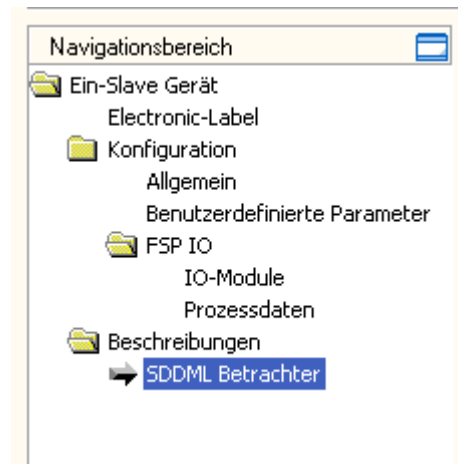 Navigationsbereich
Ein-Slave Gerät
Electronic-Label
Konfiguration
Allgemein
Benutzerdefinierte Parameter
FSP IO
IO-Module
Prozessdaten
Beschreibungen
SDDML Betrachter